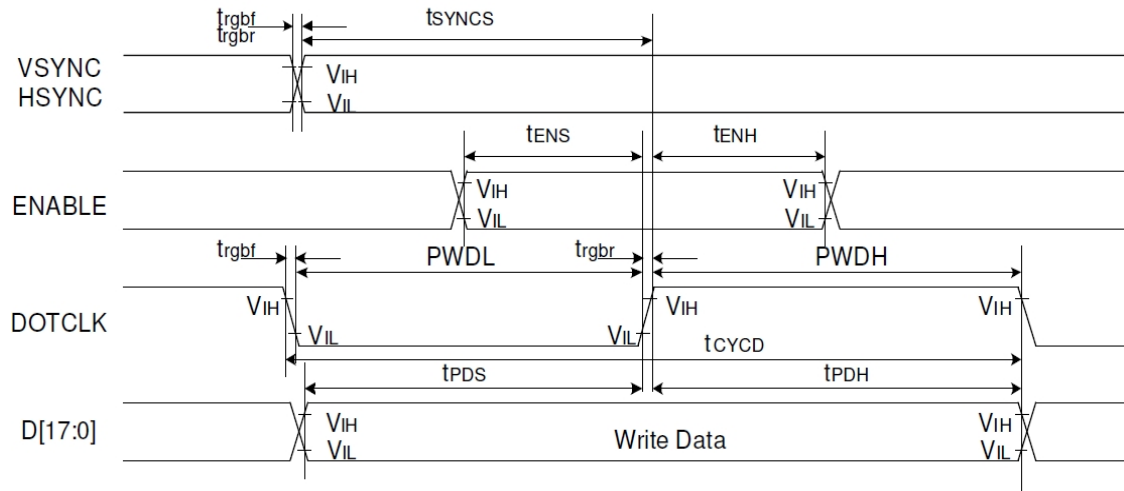 trgbf
trgbr
tSYNCS
VSYNC
HSYNC
VIH
VIL
tENS
tENH
ENABLE
VIH
VIL
VIH
VIL
trgbf
PWDL
trgbr
PWDH
DOTCLK
VIH
VIL
VIL
VIH
VIH
tCYCD
tPDS
tPDH
D[17:0]
VIH
VIL
Write Data
VIH
VIL